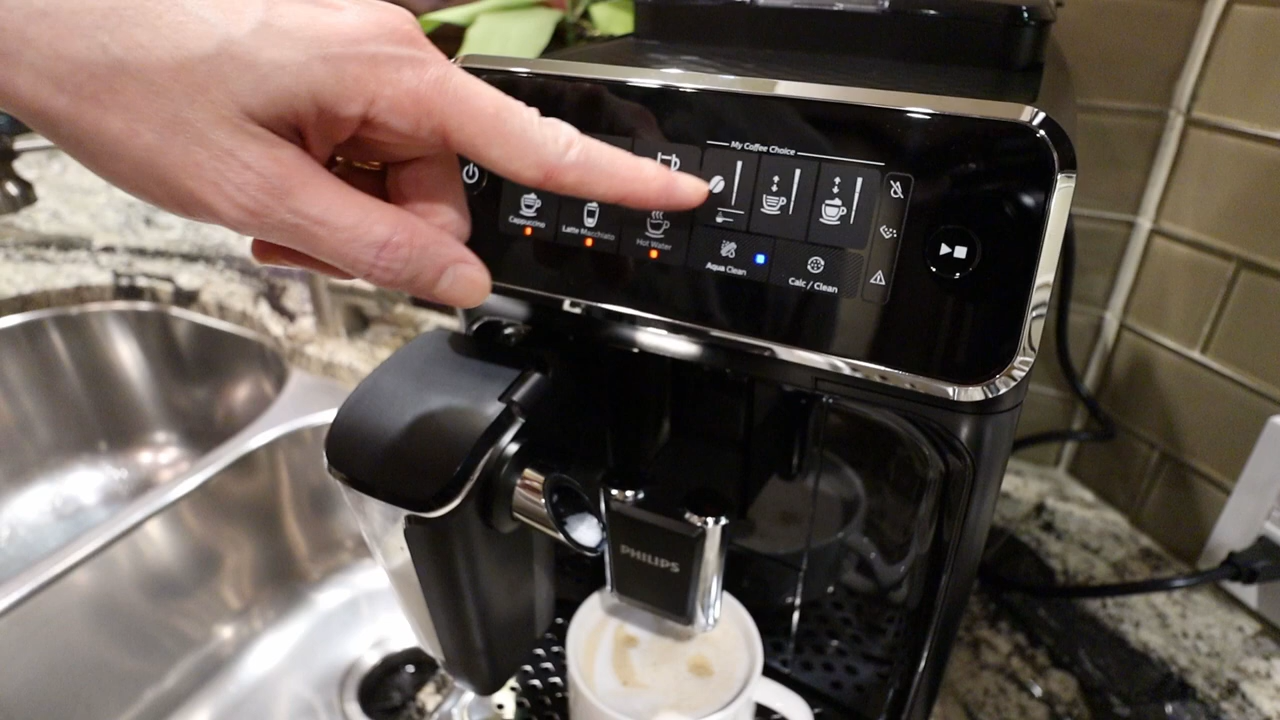 My Coffee Choice
Cappuccino
Latte Macchiato
Hot Water
Aqua Clean
Calc / Clean
PHILIPS